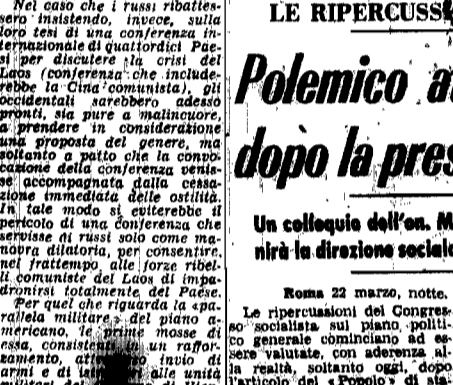 Nel caso che i russi ribattes-
sero insistendo, invece, sulla
loro tesi di una conferenza in-
ternazionale di quattordici Pae-
si per discutere la crisi del
Laos (conferenza che include-
rebbe la Cina comunista), gli
occidentali sarebbero adesso
pronti, sia pure a malincuore,
a prendere in considerazione
una proposta del genere, ma
soltanto a patto che la convo-
cazione della conferenza venis-
se accompagnata dalla cessa-
zione immediata delle ostilità.
In tale modo si eviterebbe il
pericolo di una conferenza che
servisse ai russi solo come ma-
novra dilatoria, per consentire,
nel frattempo alle forze ribel-
li comuniste del Laos di impa-
dronirsi totalmente del Paese.
Per quel che riguarda la «pa-
rallela militare» del piano a-
mericano, le prime mosse di
essa, consistenti in un raffor-
zamento, invio di
armi e di alle unità
LE RIPERCUSS
Polemico a
dopo la pres
Un colloquio dell'on. M
nirà la direzione sociale
Roma 22 marzo, notte.
Le ripercussioni del Congres-
so socialista sul piano politi-
co generale cominciano ad es-
sere valutate, con aderenza al-
la realtà, soltanto oggi, dopo
l'articolo del «Popolo» di